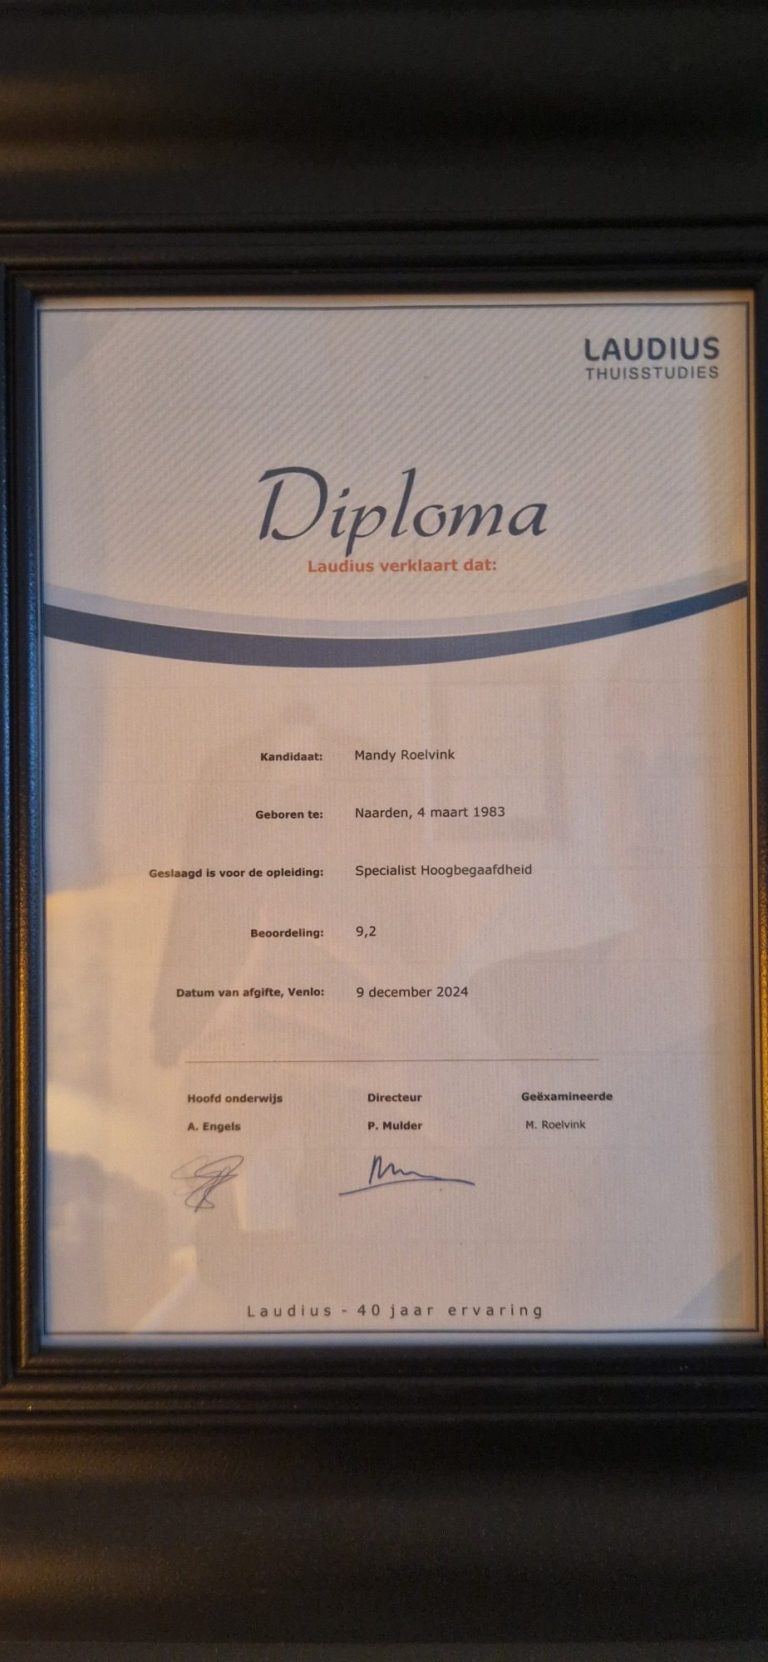 LAUDIUS
THUISSTUDIES
Diploma
Laudius verklaart dat:
Kandidaat: Mandy Roelvink
Geboren te: Naarden, 4 maart 1983
Geslaagd is voor de opleiding: Specialist Hoogbegaafdheid
Beoordeling: 9,2
Datum van afgifte, Venlo: 9 december 2024
Hoofd onderwijs Directeur Geëxamineerde
A. Engels P. Mulder M. Roelvink
Laudius - 40 jaar ervaring